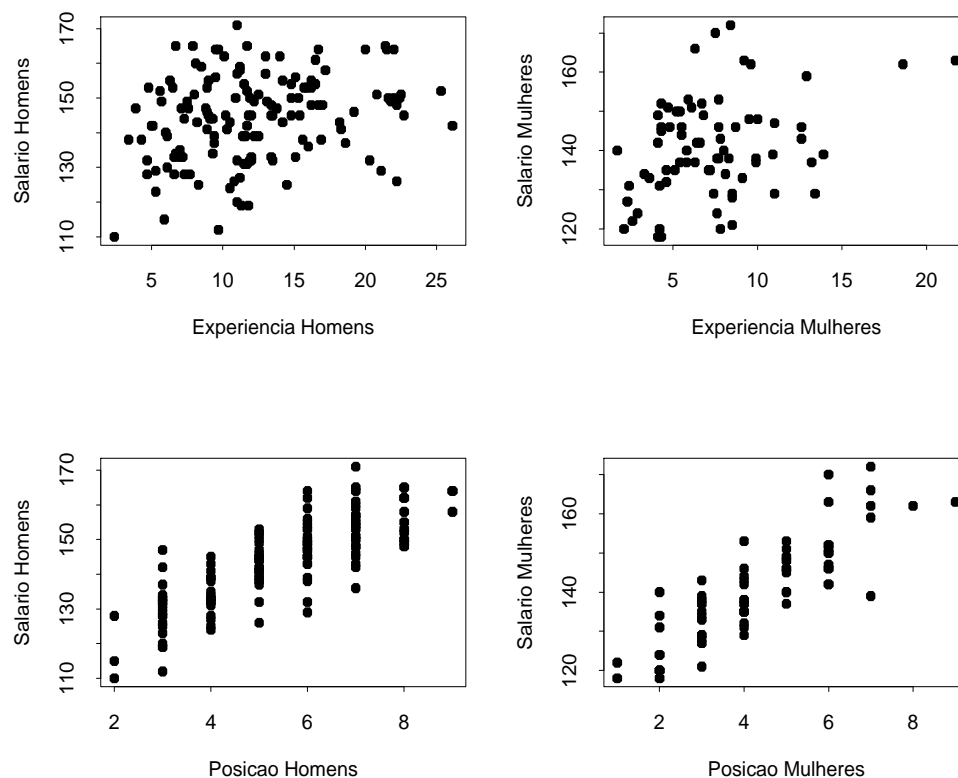 Salario Homens
110 130 150 170
5 10 15 20 25
Experiencia Homens
Salario Mulheres
120 140 160
5 10 15 20
Experiencia Mulheres
Salario Homens
110 130 150 170
2 4 6 8
Posicao Homens
Salario Mulheres
120 140 160
2 4 6 8
Posicao Mulheres